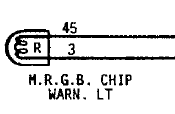 45
R 3
M.R.G.B. CHIP
WARN. LT